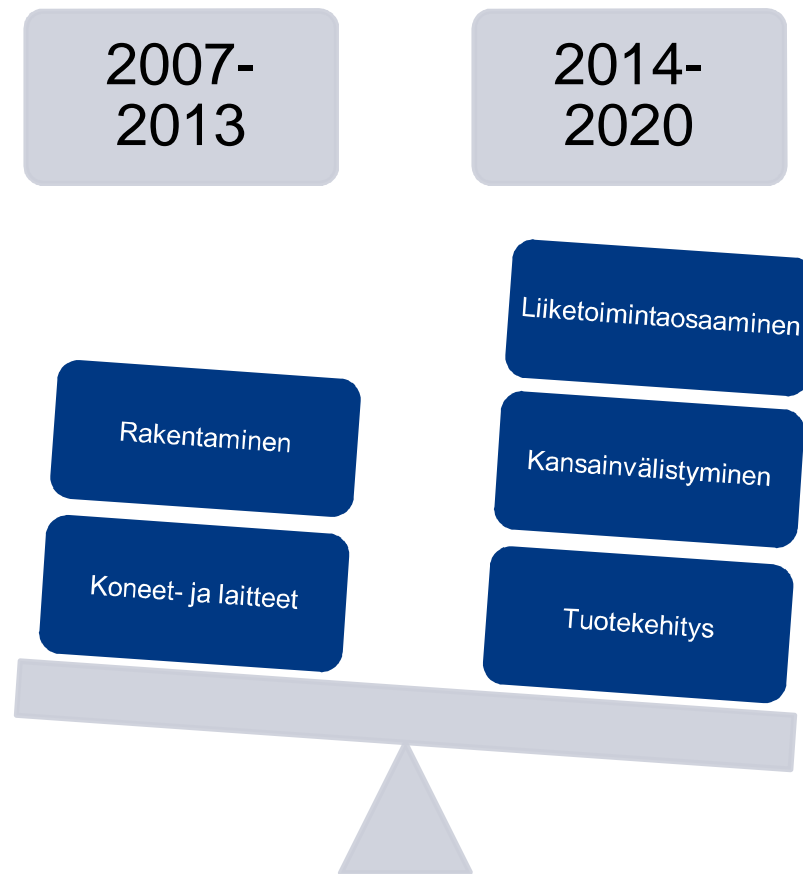 2007-
2013
2014-
2020
Liiketoimintaosaaminen
Rakentaminen
Kansainvälistyminen
Koneet- ja laitteet
Tuotekehitys